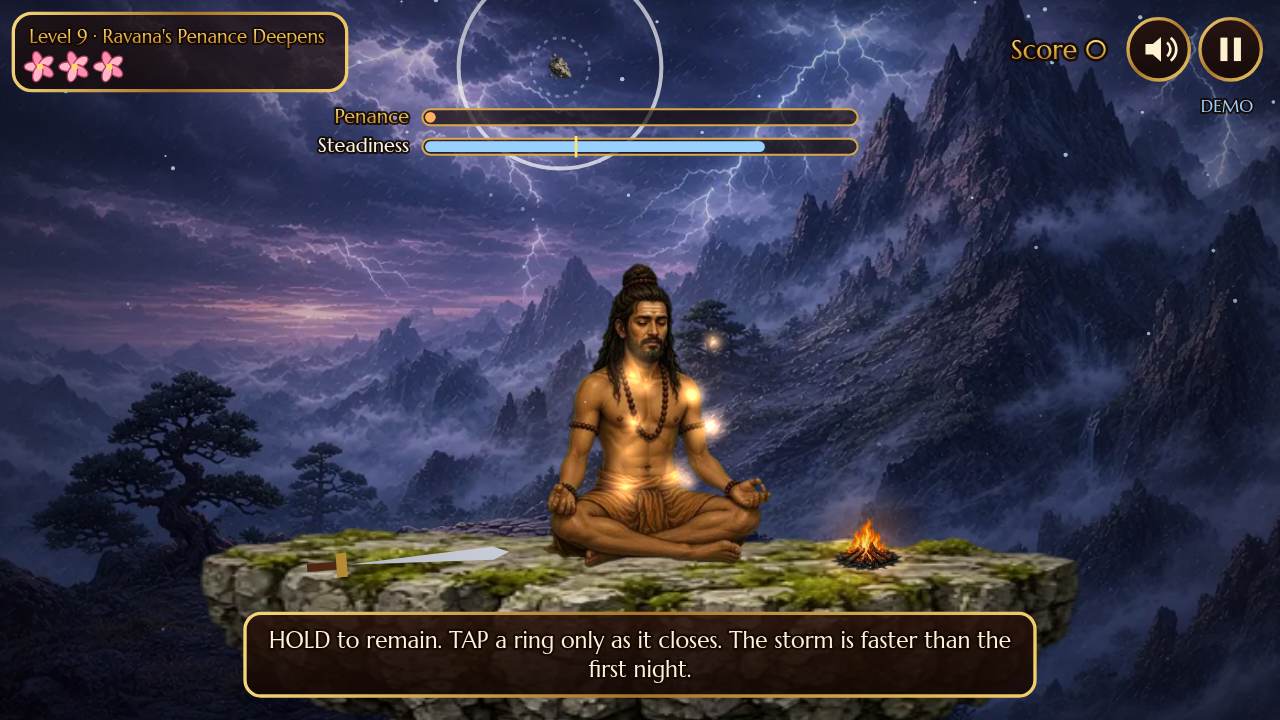 Level 9 · Ravana's Penance Deepens
Score 0
DEMO
Penance
Steadiness
HOLD to remain. TAP a ring only as it closes. The storm is faster than the
first night.